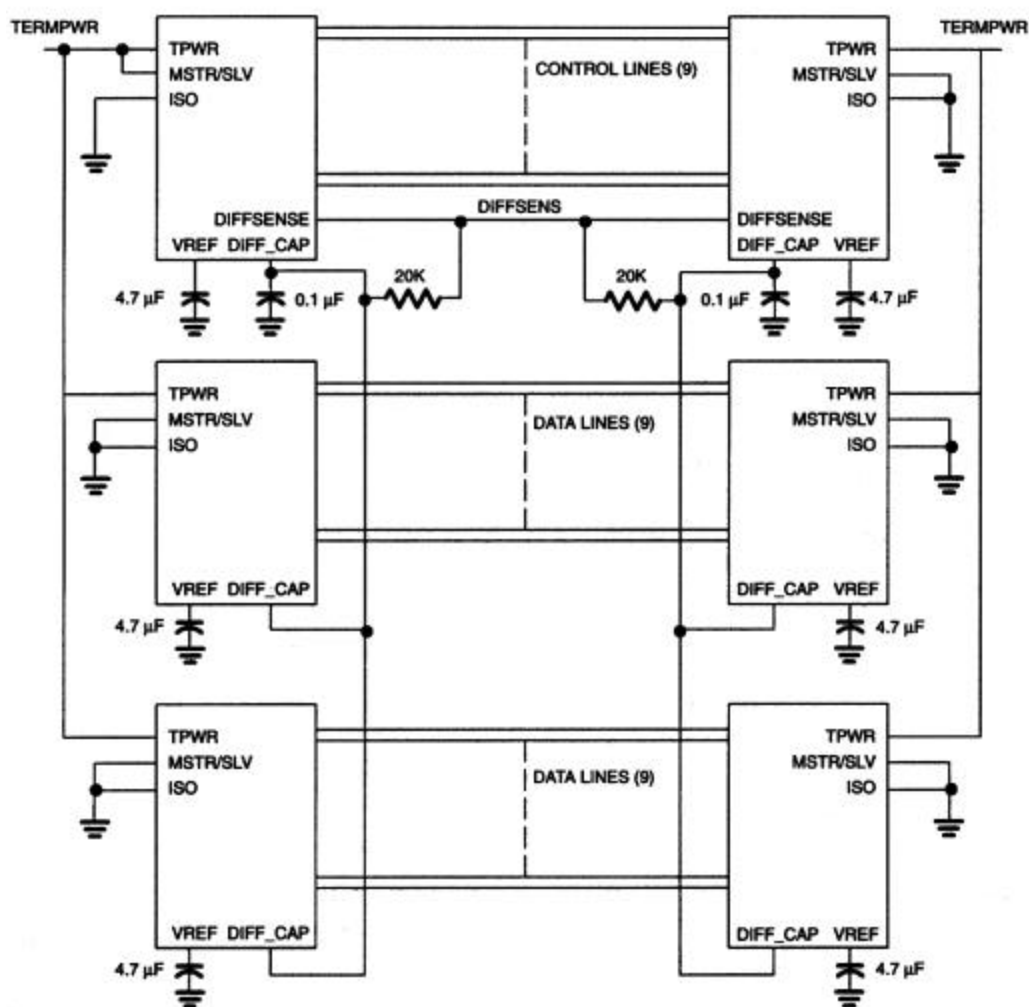 TERMPWR
TERMPWR
TPWR
MSTR/SLV
ISO
CONTROL LINES (9)
TPWR
MSTR/SLV
ISO
DIFFSENS
DIFFSENSE
VREF DIFF_CAP
DIFFSENSE
DIFF_CAP VREF
4.7 µF
0.1 µF
20K
20K
0.1 µF
4.7 µF
TPWR
MSTR/SLV
ISO
DATA LINES (9)
TPWR
MSTR/SLV
ISO
VREF DIFF_CAP
DIFF_CAP VREF
4.7 µF
4.7 µF
TPWR
MSTR/SLV
ISO
DATA LINES (9)
TPWR
MSTR/SLV
ISO
VREF DIFF_CAP
DIFF_CAP VREF
4.7 µF
4.7 µF